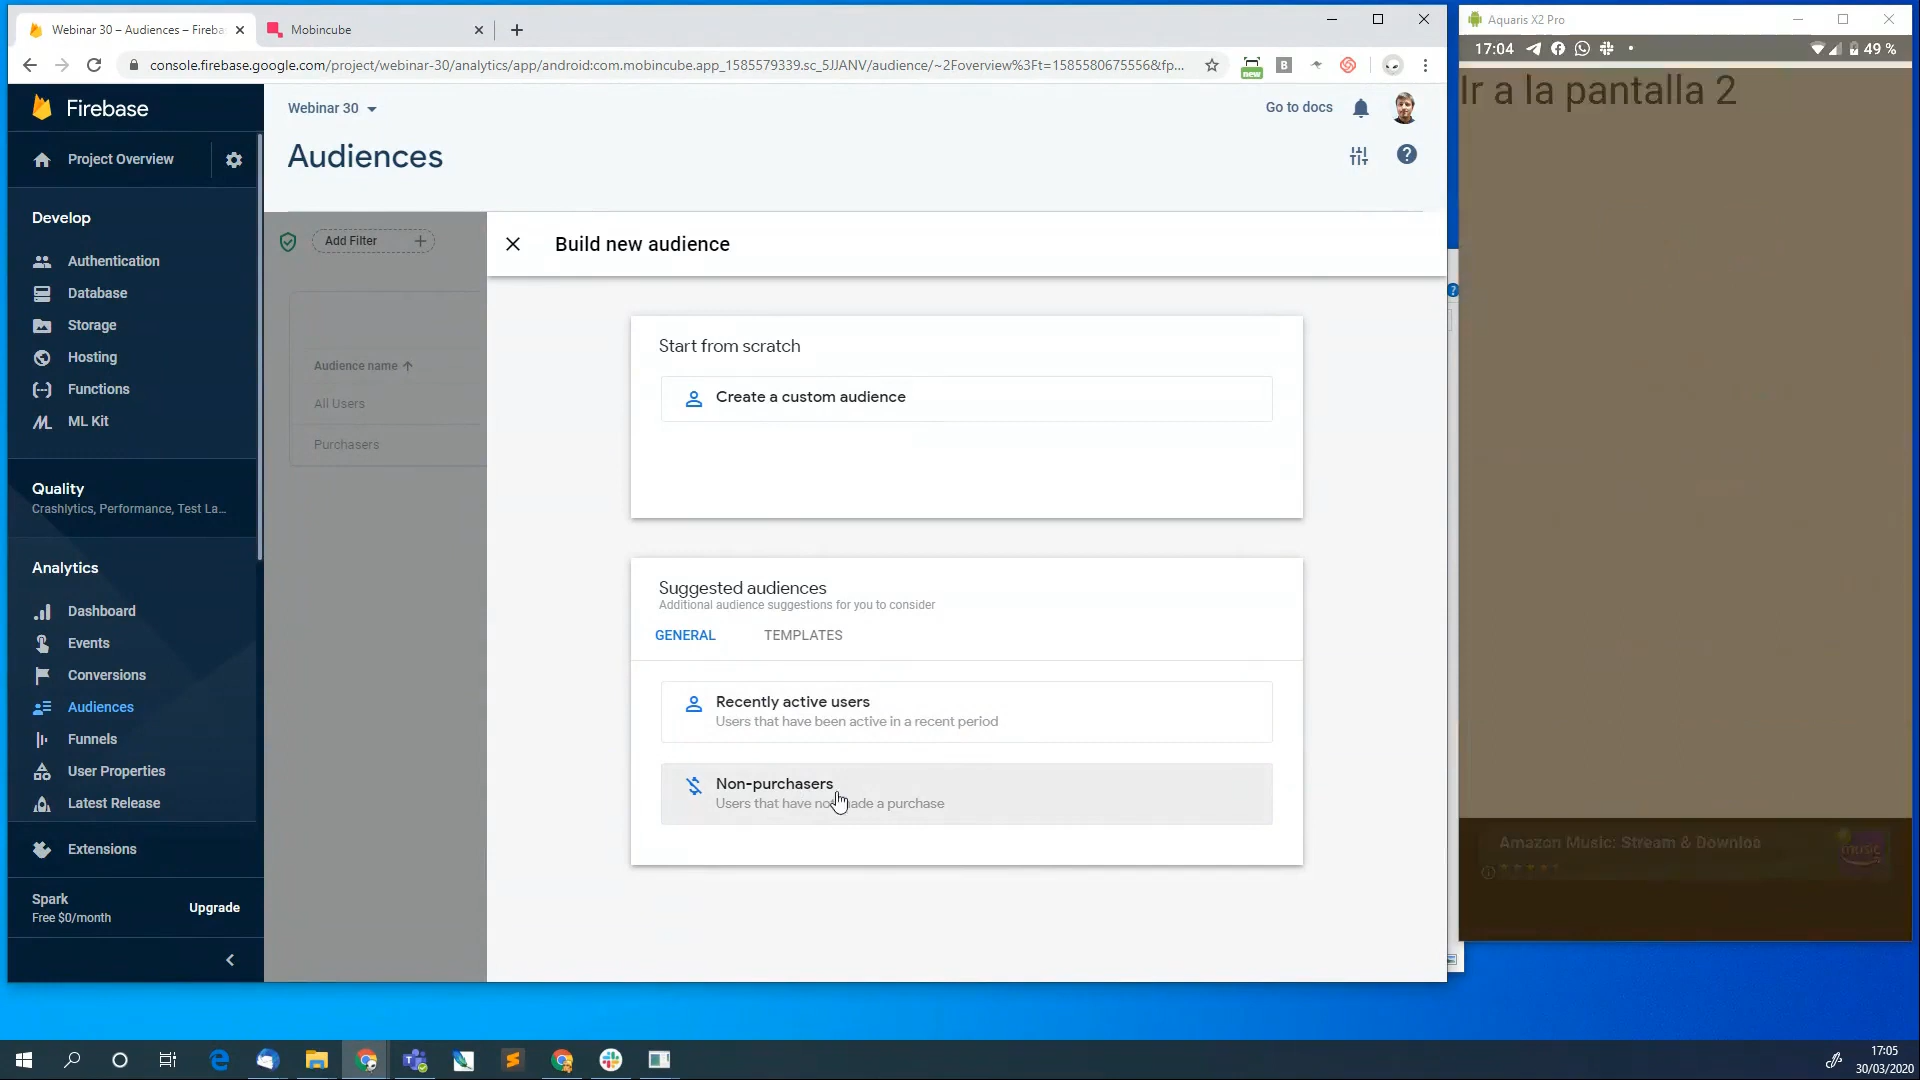 Webinar 30 – Audiences – Fireba
Mobincube
console.firebase.google.com/project/webinar-30/analytics/app/android:com.mobincube.app_1585579339.sc_5JJANV/audience/~2Foverview%3Ft=1585580675556&fp...
new
B
Firebase
Project Overview
Develop
Authentication
Database
Storage
Hosting
Functions
ML Kit
Quality
Crashlytics, Performance, Test La...
Analytics
Dashboard
Events
Conversions
Audiences
Funnels
User Properties
Latest Release
Extensions
Spark
Free $0/month
Upgrade
Webinar 30
Go to docs
Audiences
Add Filter
Audience name
All Users
Purchasers
Build new audience
Start from scratch
Create a custom audience
Suggested audiences
Additional audience suggestions for you to consider
GENERAL
TEMPLATES
Recently active users
Users that have been active in a recent period
Non-purchasers
Users that have not made a purchase
Aquaris X2 Pro
17:04
49 %
Ir a la pantalla 2
Amazon Music: Stream & Downloa
music
17:05
30/03/2020